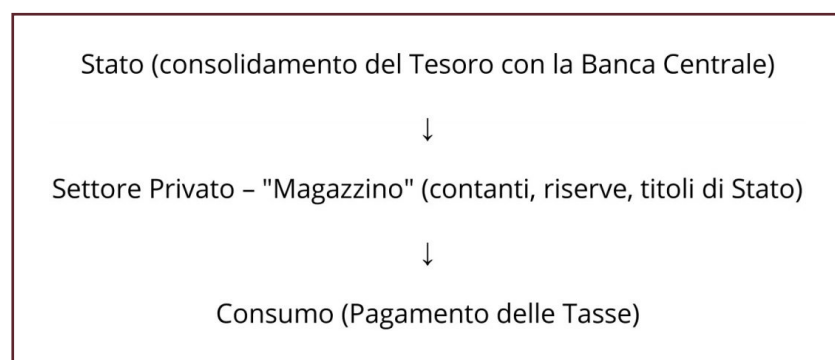 Stato (consolidamento del Tesoro con la Banca Centrale)
↓
Settore Privato – "Magazzino" (contanti, riserve, titoli di Stato)
↓
Consumo (Pagamento delle Tasse)